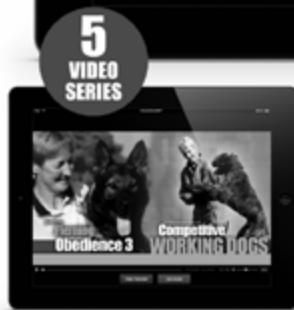 5
VIDEO
SERIES
Obedience 3
Competitive
WORKING DOGS